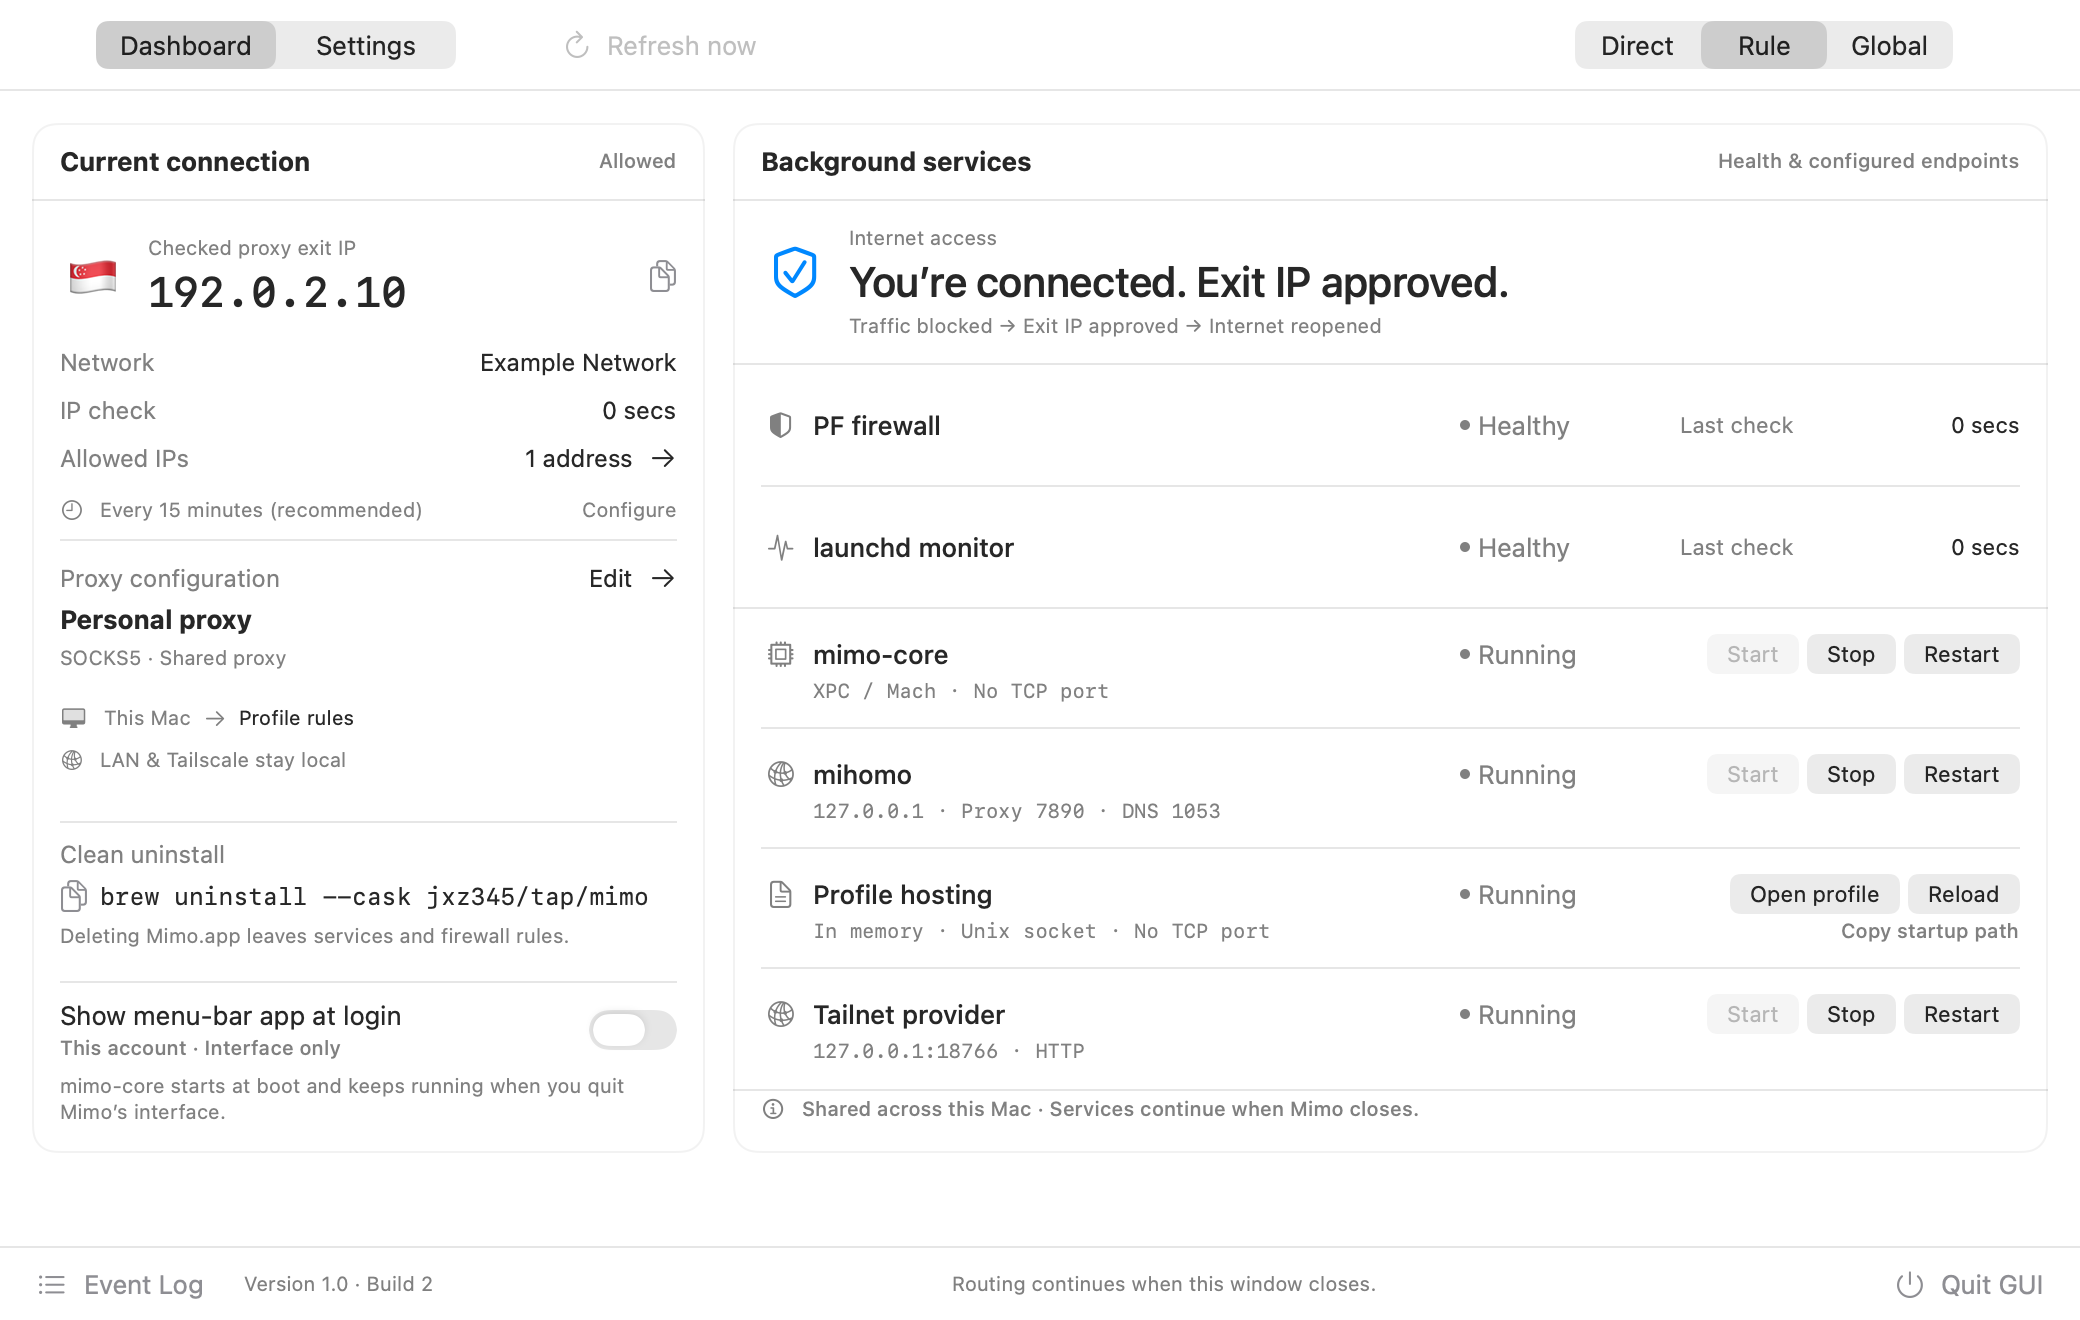 Dashboard Settings Refresh now Direct Rule Global
Current connection Allowed
Checked proxy exit IP
192.0.2.10
Network Example Network
IP check 0 secs
Allowed IPs 1 address →
Every 15 minutes (recommended) Configure
Proxy configuration Edit →
Personal proxy
SOCKS5 · Shared proxy
This Mac → Profile rules
LAN & Tailscale stay local
Clean uninstall
brew uninstall --cask jxz345/tap/mimo
Deleting Mimo.app leaves services and firewall rules.
Show menu-bar app at login
This account · Interface only
mimo-core starts at boot and keeps running when you quit
Mimo’s interface.
Background services Health & configured endpoints
Internet access
You’re connected. Exit IP approved.
Traffic blocked → Exit IP approved → Internet reopened
PF firewall • Healthy Last check 0 secs
launchd monitor • Healthy Last check 0 secs
mimo-core • Running Start Stop Restart
XPC / Mach · No TCP port
mihomo • Running Start Stop Restart
127.0.0.1 · Proxy 7890 · DNS 1053
Profile hosting • Running Open profile Reload
In memory · Unix socket · No TCP port Copy startup path
Tailnet provider • Running Start Stop Restart
127.0.0.1:18766 · HTTP
Shared across this Mac · Services continue when Mimo closes.
Event Log Version 1.0 · Build 2 Routing continues when this window closes. Quit GUI